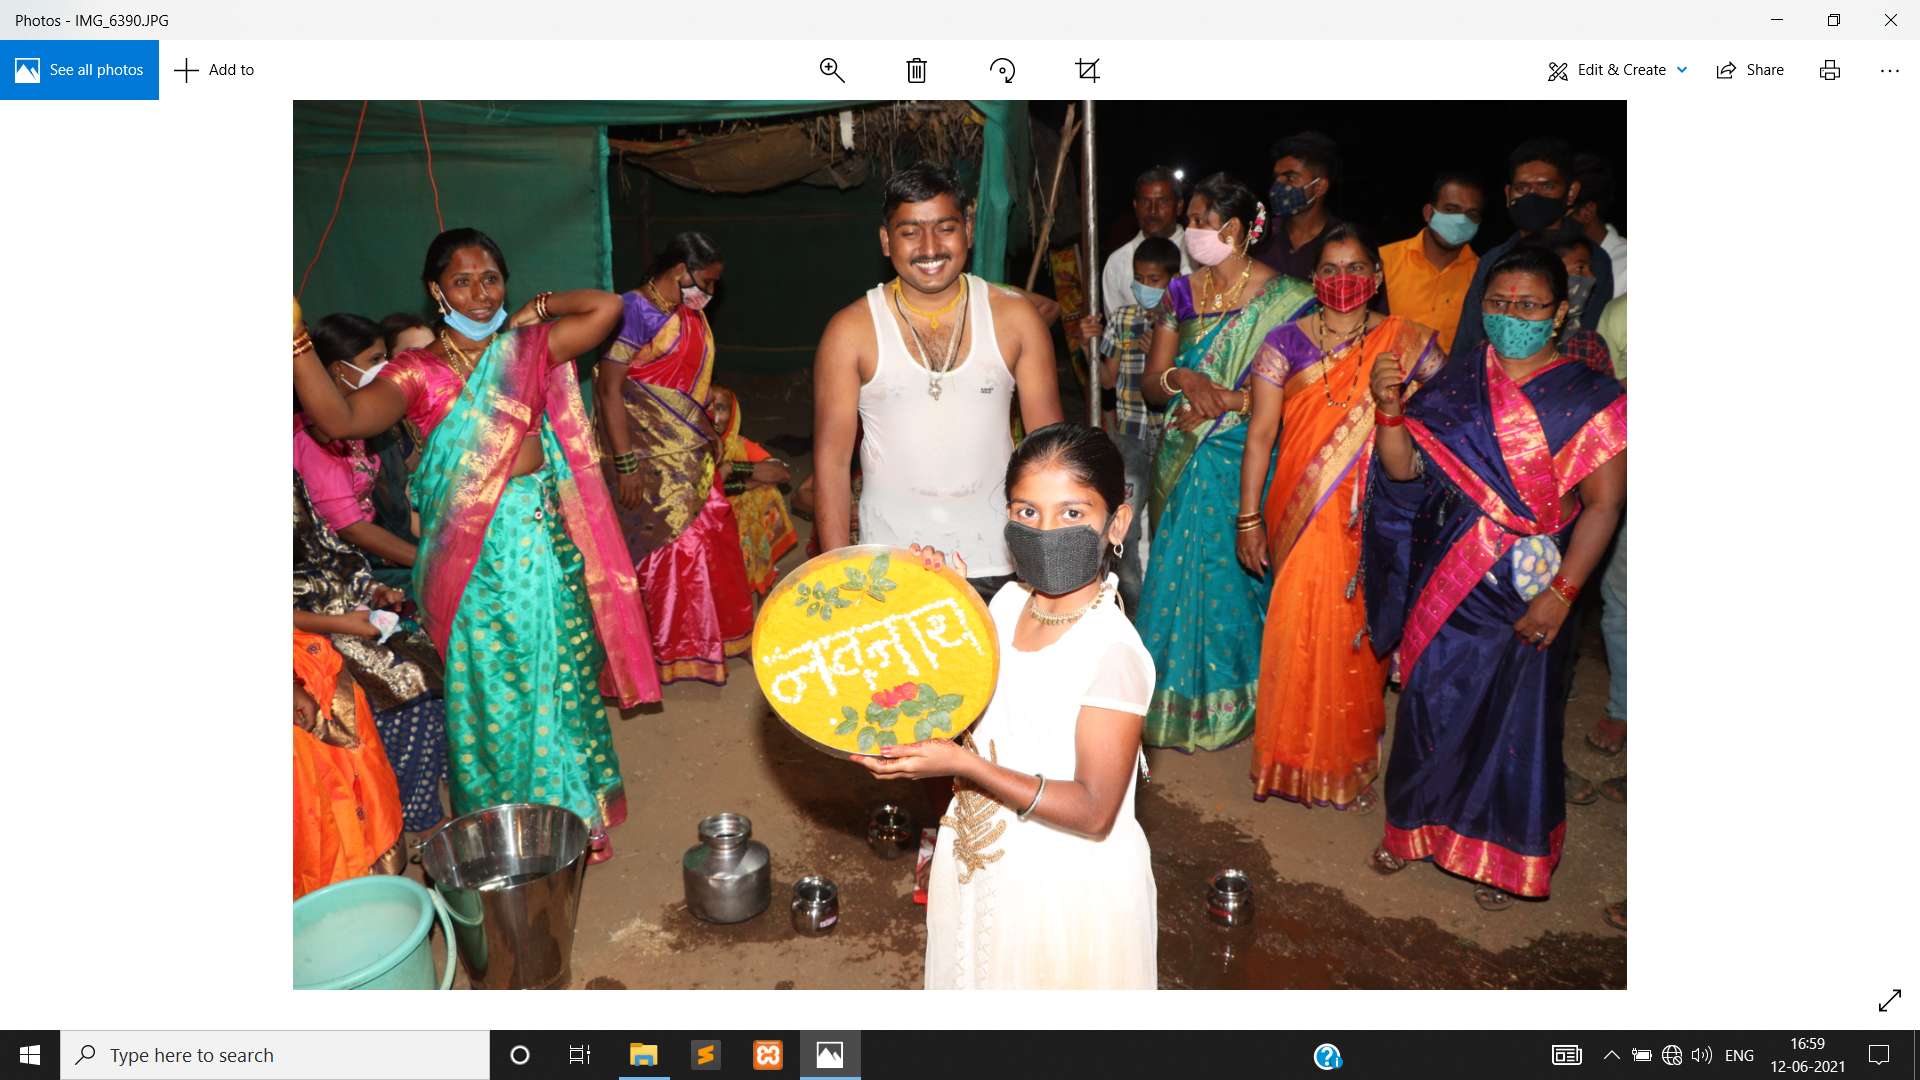 Photos - IMG_6390.JPG
See all photos
Add to
Edit & Create
Share
नवनाथ
Type here to search
ENG
16:59
12-06-2021